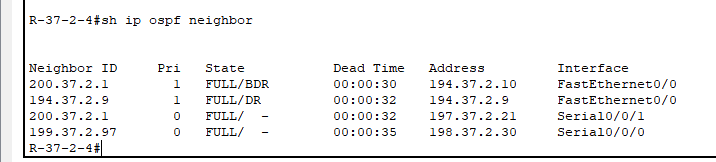 R-37-2-4#sh ip ospf neighbor
Neighbor ID     Pri   State           Dead Time   Address         Interface
200.37.2.1        1   FULL/BDR        00:00:30    194.37.2.10     FastEthernet0/0
194.37.2.9        1   FULL/DR         00:00:32    194.37.2.9      FastEthernet0/0
200.37.2.1        0   FULL/  -        00:00:32    197.37.2.21     Serial0/0/1
199.37.2.97       0   FULL/  -        00:00:35    198.37.2.30     Serial0/0/0
R-37-2-4#